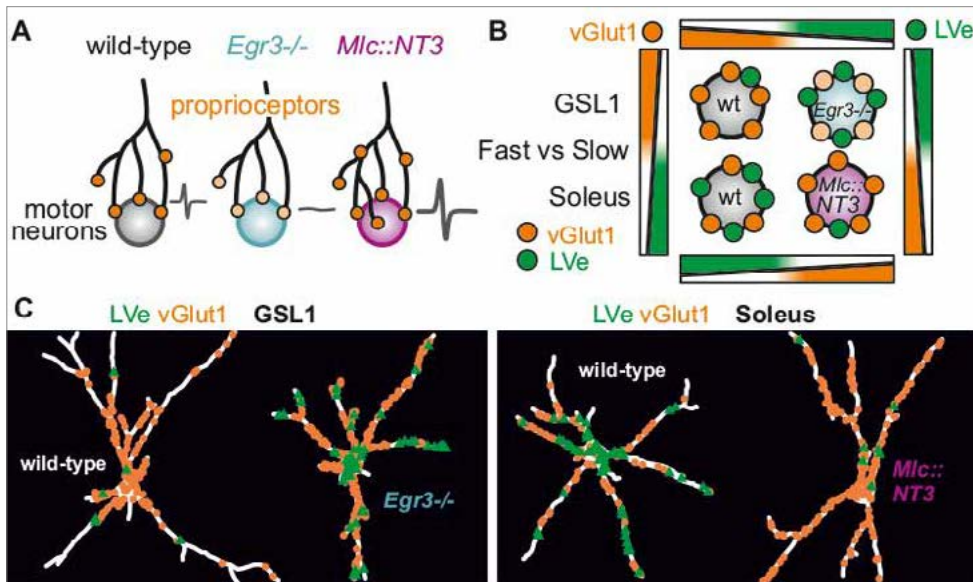 A
wild-type Egr3-/- Mlc::NT3
proprioceptors
motor
neurons
B
vGlut1 LVe
GSL1
wt Egr3-/-
Fast vs Slow
Soleus
wt Mlc::
NT3
vGlut1
LVe
C
LVe vGlut1 GSL1
wild-type
Egr3-/-
LVe vGlut1 Soleus
wild-type
Mlc::
NT3